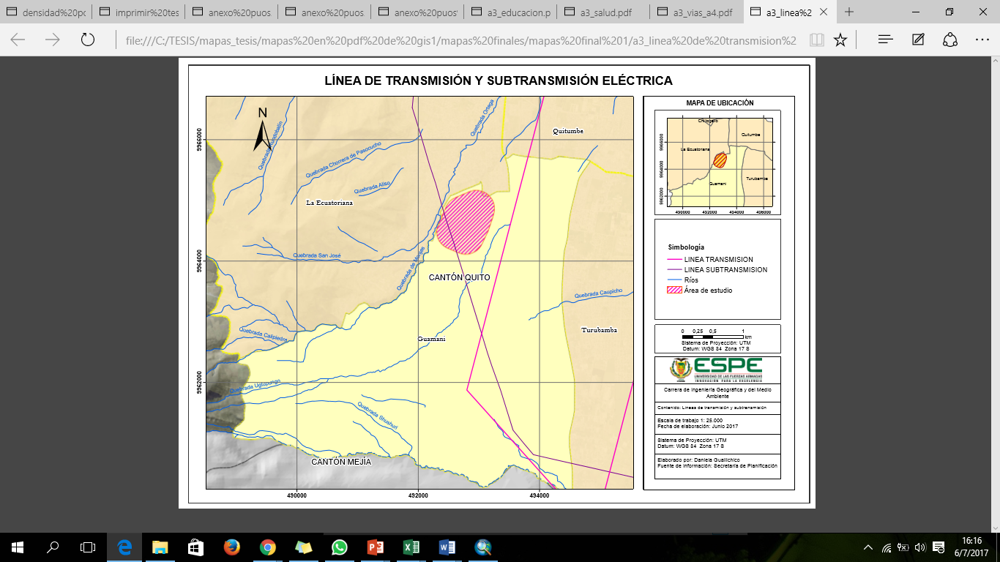 densidad%20pc
imprimir%20tes
anexo%20puos.
anexo%20puos.
anexo%20puos
a3_educacion.p
a3_salud.pdf
a3_vias_a4.pdf
a3_linea%2
file:///C:/TESIS/mapas_tesis/mapas%20en%20pdf%20de%20gis1/mapas%20finales/mapas%20final%201/a3_linea%20de%20transmision%2
LÍNEA DE TRANSMISIÓN Y SUBTRANSMISIÓN ELÉCTRICA
N
Quebrada Ortega
Quitumbe
9966000
Quebrada Chorrera de Pasocucho
Quebrada Aliso
La Ecuatoriana
Quebrada San José
9964000
Quebrada de Monjas
CANTÓN QUITO
Quebrada Caupicho
Quebrada Calipiedra
Guamani
Turubamba
9962000
Quebrada Ugtupungo
Quebrada Shushuri
CANTÓN MEJÍA
490000
492000
494000
MAPA DE UBICACIÓN
Chillogallo
Quitumbe
9966000
La Ecuatoriana
9964000
Guamani
Turubamba
9962000
490000
492000
494000
496000
Simbología
LINEA TRANSMISION
LINEA SUBTRANSMISION
Ríos
Área de estudio
0 0,25 0,5 1
km
Sistema de Proyección: UTM
Datum: WGS 84 Zona 17 S
ESPE
UNIVERSIDAD DE LAS FUERZAS ARMADAS
INNOVACIÓN PARA LA EXCELENCIA
Carrera de Ingeniería Geográfica y del Medio
Ambiente
Contenido: Lineas de transmisión y subtransmisión
Escala de trabajo 1: 25.000
Fecha de elaboración: Junio 2017
Sistema de Proyección: UTM
Datum: WGS 84 Zona 17 S
Elaborado por: Daniela Guallichico
Fuente de Información: Secretaría de Planificación
16:16
6/7/2017